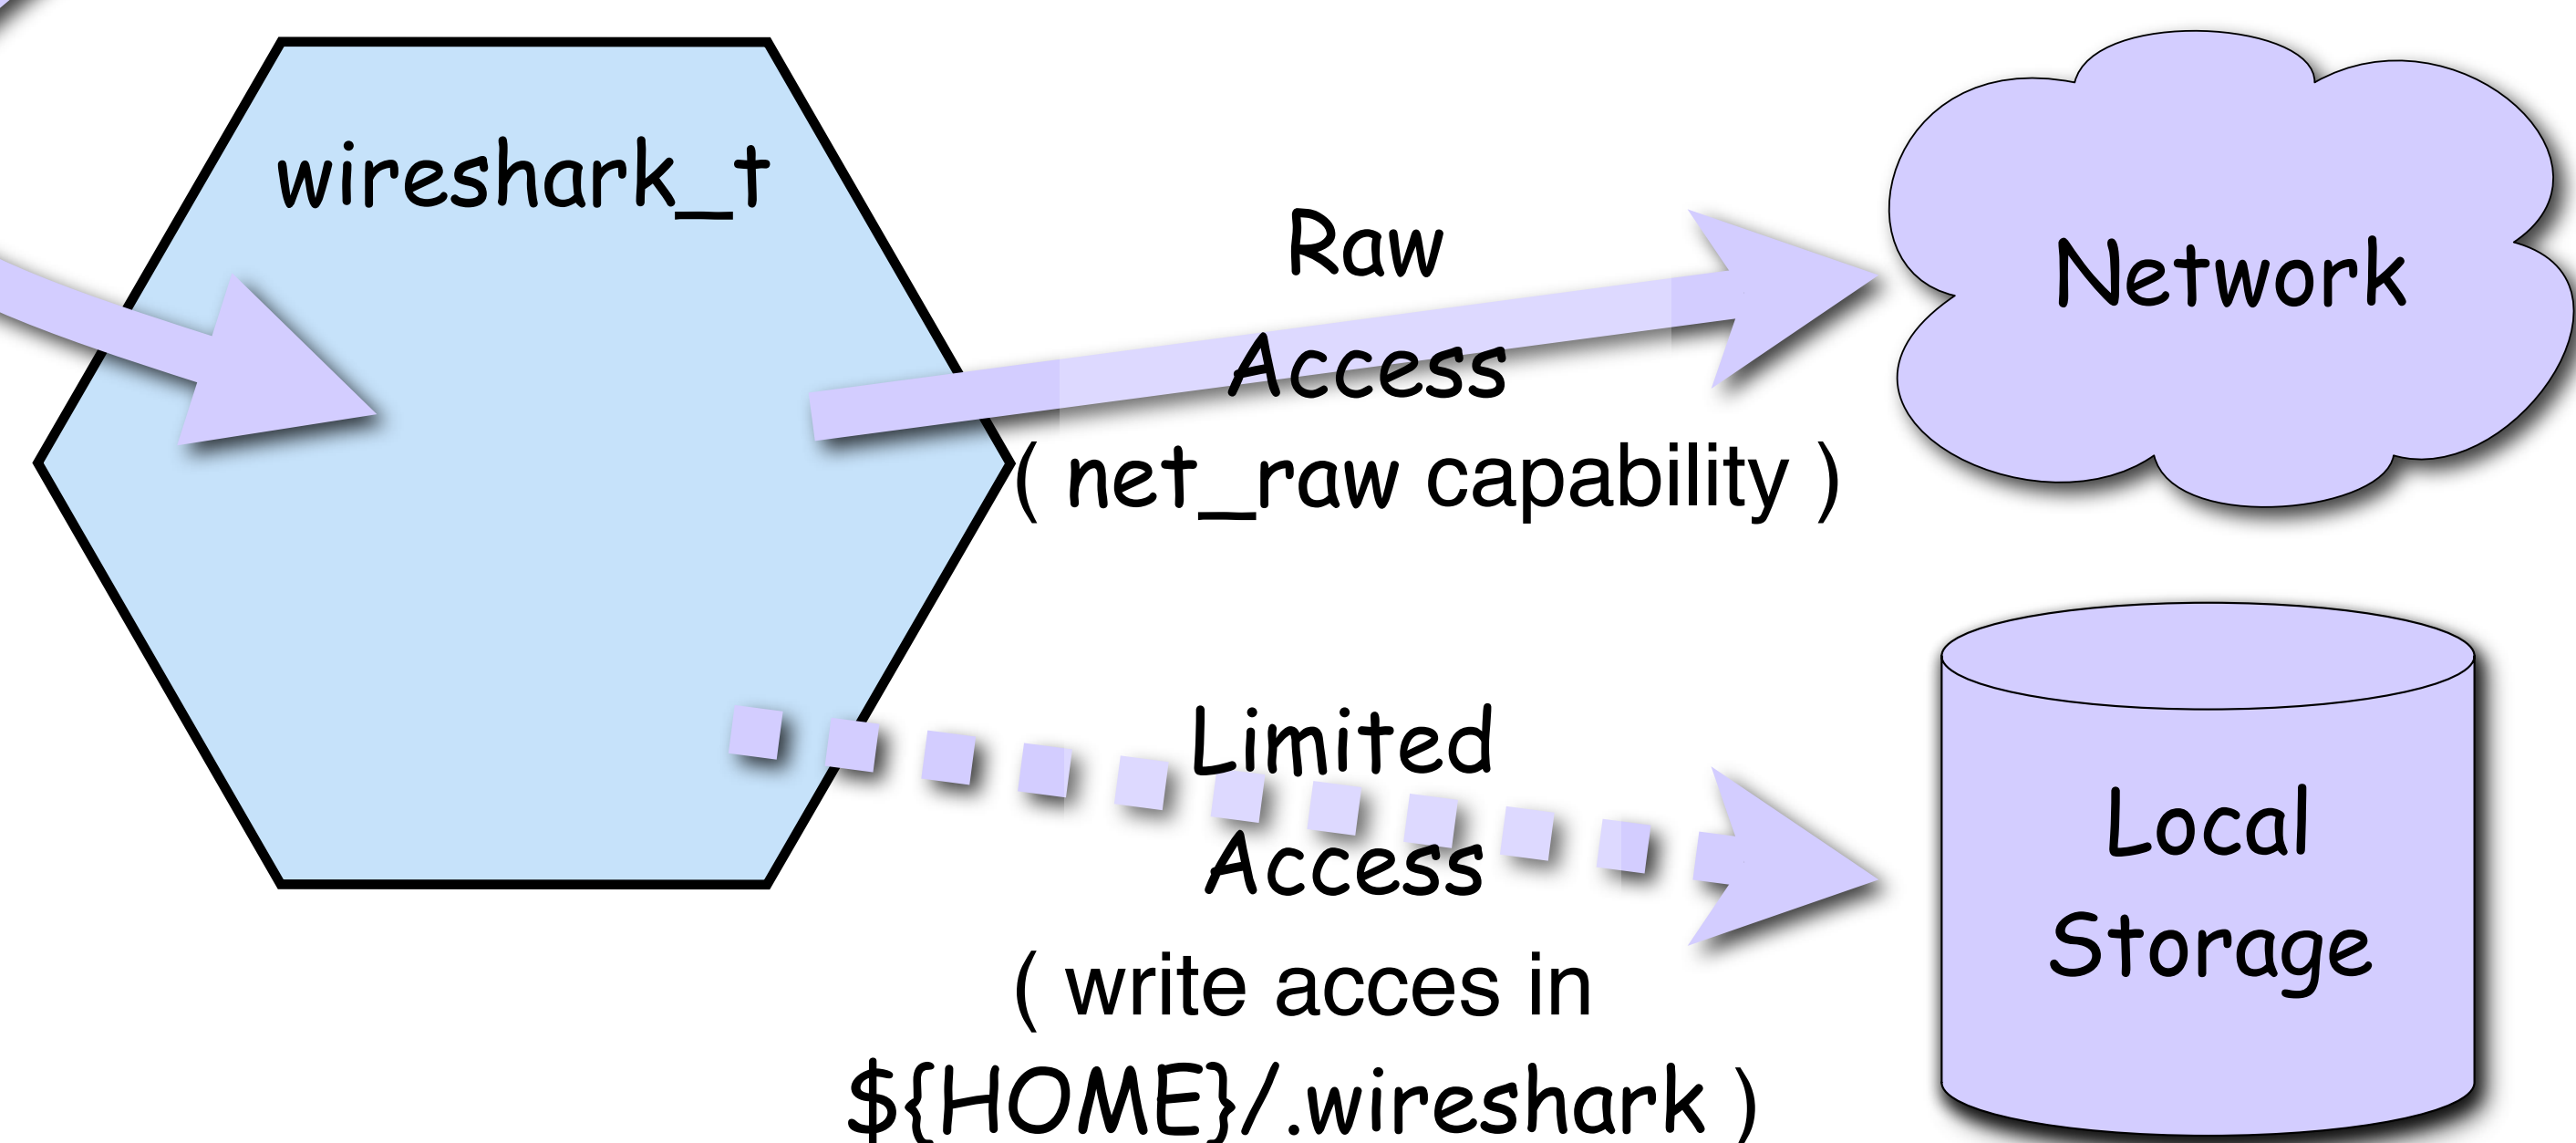 wireshark_t
Raw
Access
( net_raw capability )
Network
Limited
Access
( write acces in
${HOME}/.wireshark )
Local
Storage